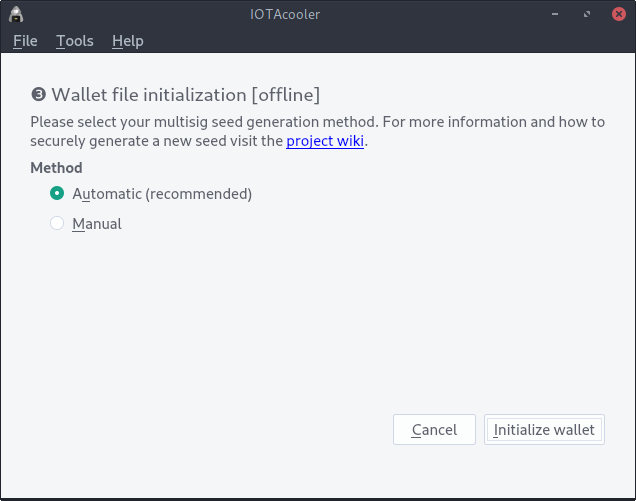 IOTAcooler
File Tools Help
❸ Wallet file initialization [offline]
Please select your multisig seed generation method. For more information and how to
securely generate a new seed visit the project wiki.
Method
Automatic (recommended)
Manual
Cancel Initialize wallet